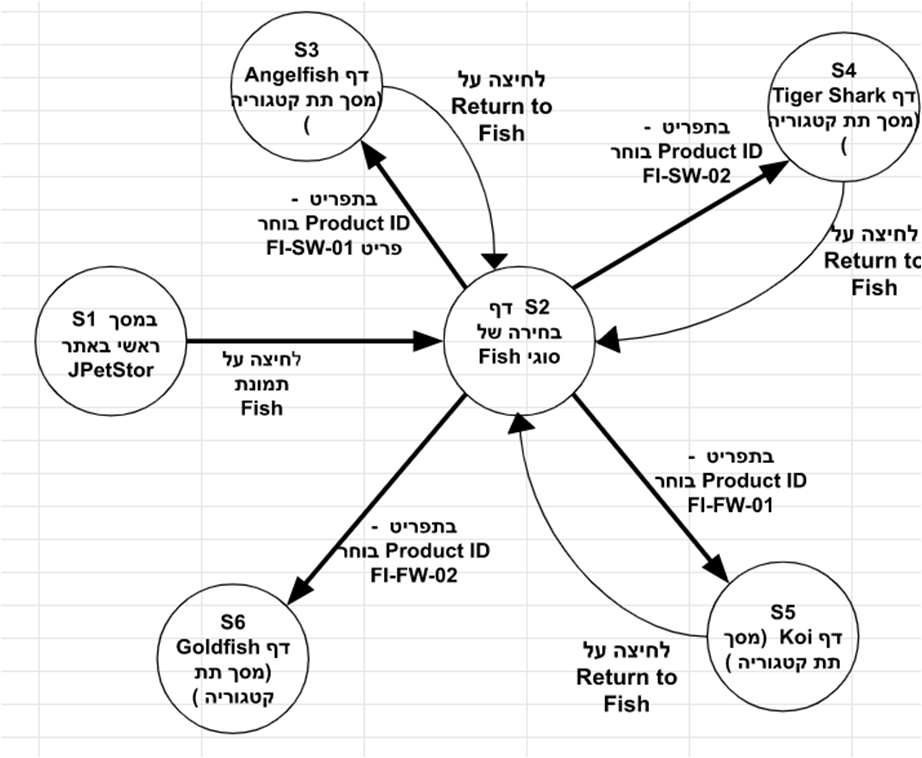 S3
דף Angelfish
(מסך תת קטגוריה
)
לחיצה על
Return to
Fish
S4
דף Tiger Shark
(מסך תת קטגוריה
)
בתפריט -
בוחר Product ID
FI-SW-02
בתפריט -
בוחר Product ID
פריט FI-SW-01
לחיצה על
Return to
Fish
S1 במסך
ראשי באתר
JPetStor
לחיצה על
תמונת
Fish
S2 דף
בחירה של
סוגי Fish
בתפריט -
בוחר Product ID
FI-FW-01
בתפריט -
בוחר Product ID
FI-FW-02
S6
דף Goldfish
(מסך תת
קטגוריה )
לחיצה על
Return to
Fish
S5
דף Koi (מסך
תת קטגוריה )